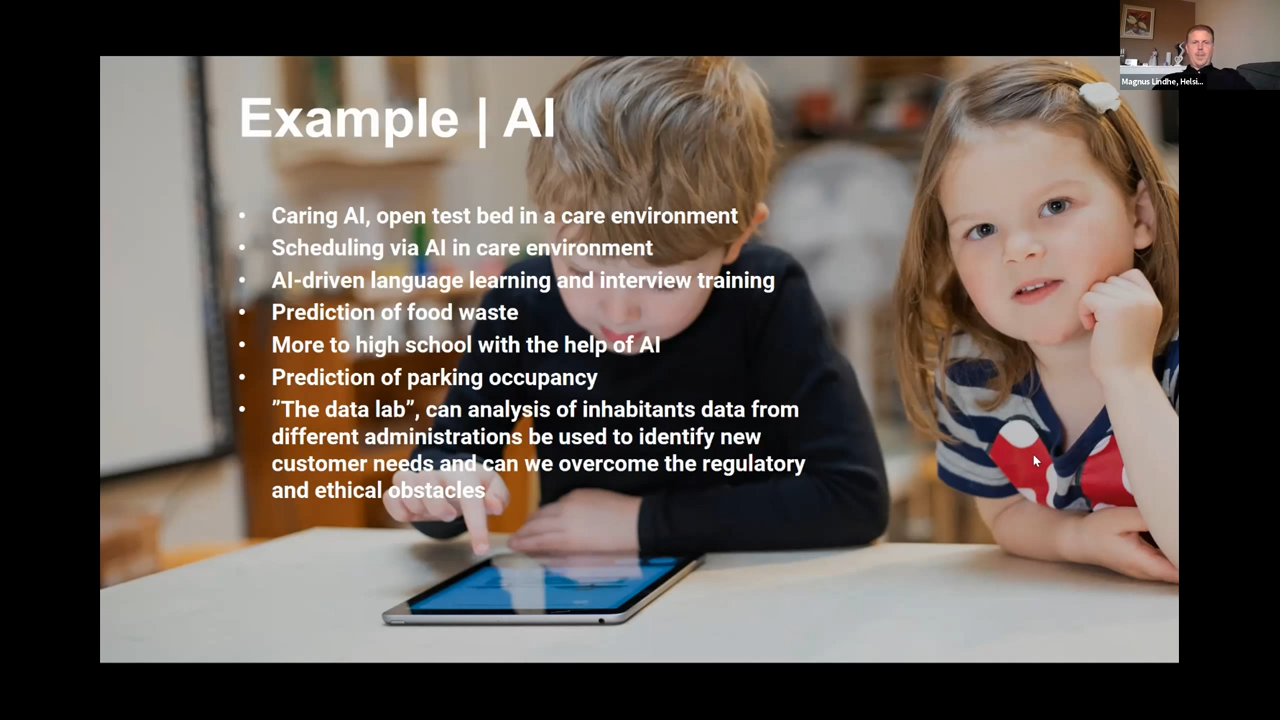 Magnus Lindhe, Helsi...
Example | AI
• Caring AI, open test bed in a care environment
• Scheduling via AI in care environment
• AI-driven language learning and interview training
• Prediction of food waste
• More to high school with the help of AI
• Prediction of parking occupancy
• ”The data lab”, can analysis of inhabitants data from
different administrations be used to identify new
customer needs and can we overcome the regulatory
and ethical obstacles